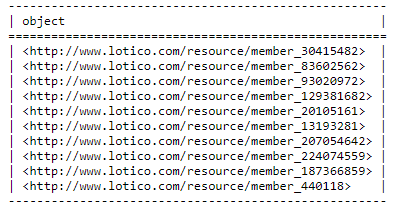 ---------------------------------------------------
| object                                          |
===================================================
| <http://www.lotico.com/resource/member_30415482>  |
| <http://www.lotico.com/resource/member_83602562>  |
| <http://www.lotico.com/resource/member_93020972>  |
| <http://www.lotico.com/resource/member_129381682> |
| <http://www.lotico.com/resource/member_20105161>  |
| <http://www.lotico.com/resource/member_13193281>  |
| <http://www.lotico.com/resource/member_207054642> |
| <http://www.lotico.com/resource/member_224074559> |
| <http://www.lotico.com/resource/member_187366859> |
| <http://www.lotico.com/resource/member_440118>    |
---------------------------------------------------